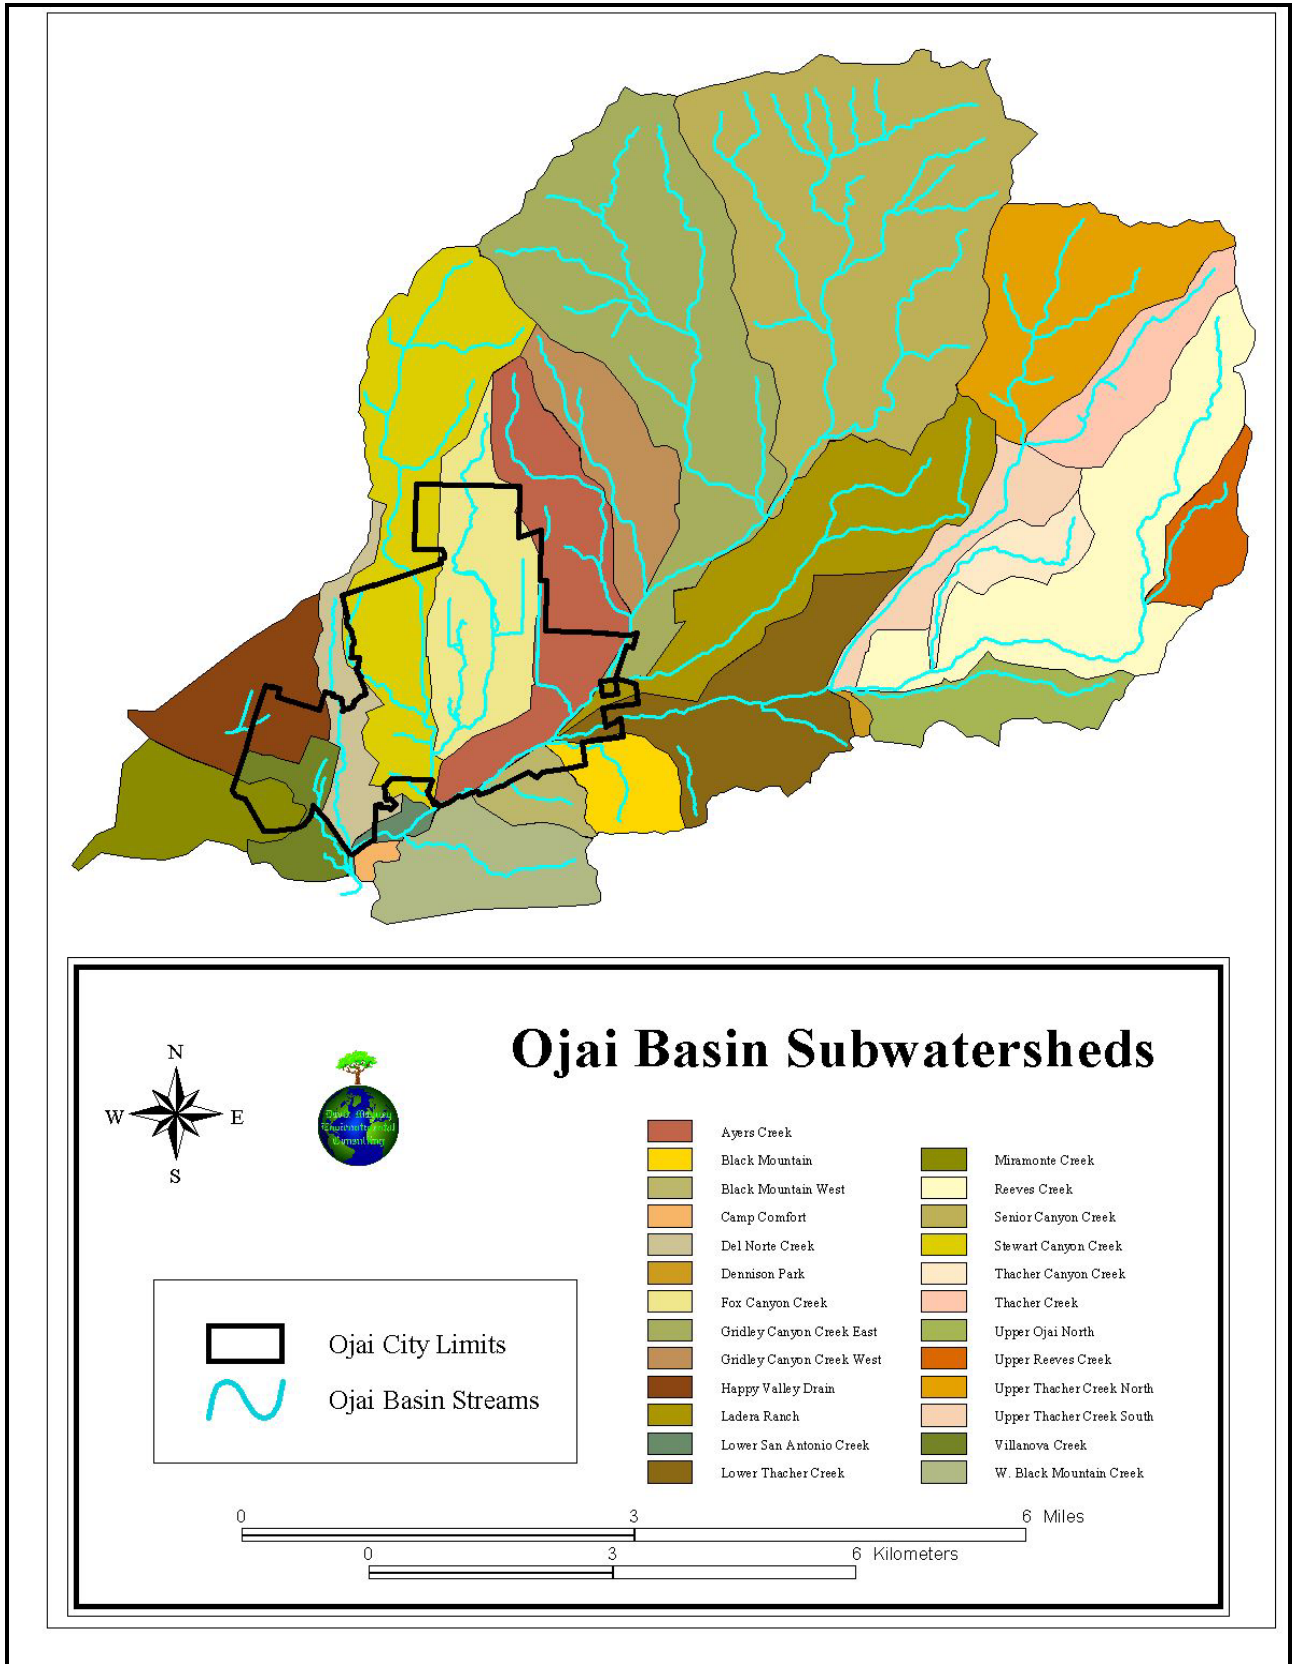 Ojai Basin Subwatersheds
N
W E
S
Environmental
Consulting
Ayers Creek
Black Mountain
Black Mountain West
Camp Comfort
Del Norte Creek
Dennison Park
Fox Canyon Creek
Gridley Canyon Creek East
Gridley Canyon Creek West
Happy Valley Drain
Ladera Ranch
Lower San Antonio Creek
Lower Thacher Creek
Miramonte Creek
Reeves Creek
Senior Canyon Creek
Stewart Canyon Creek
Thacher Canyon Creek
Thacher Creek
Upper Ojai North
Upper Reeves Creek
Upper Thacher Creek North
Upper Thacher Creek South
Villanova Creek
W. Black Mountain Creek
Ojai City Limits
Ojai Basin Streams
0 3 6 Miles
0 3 6 Kilometers